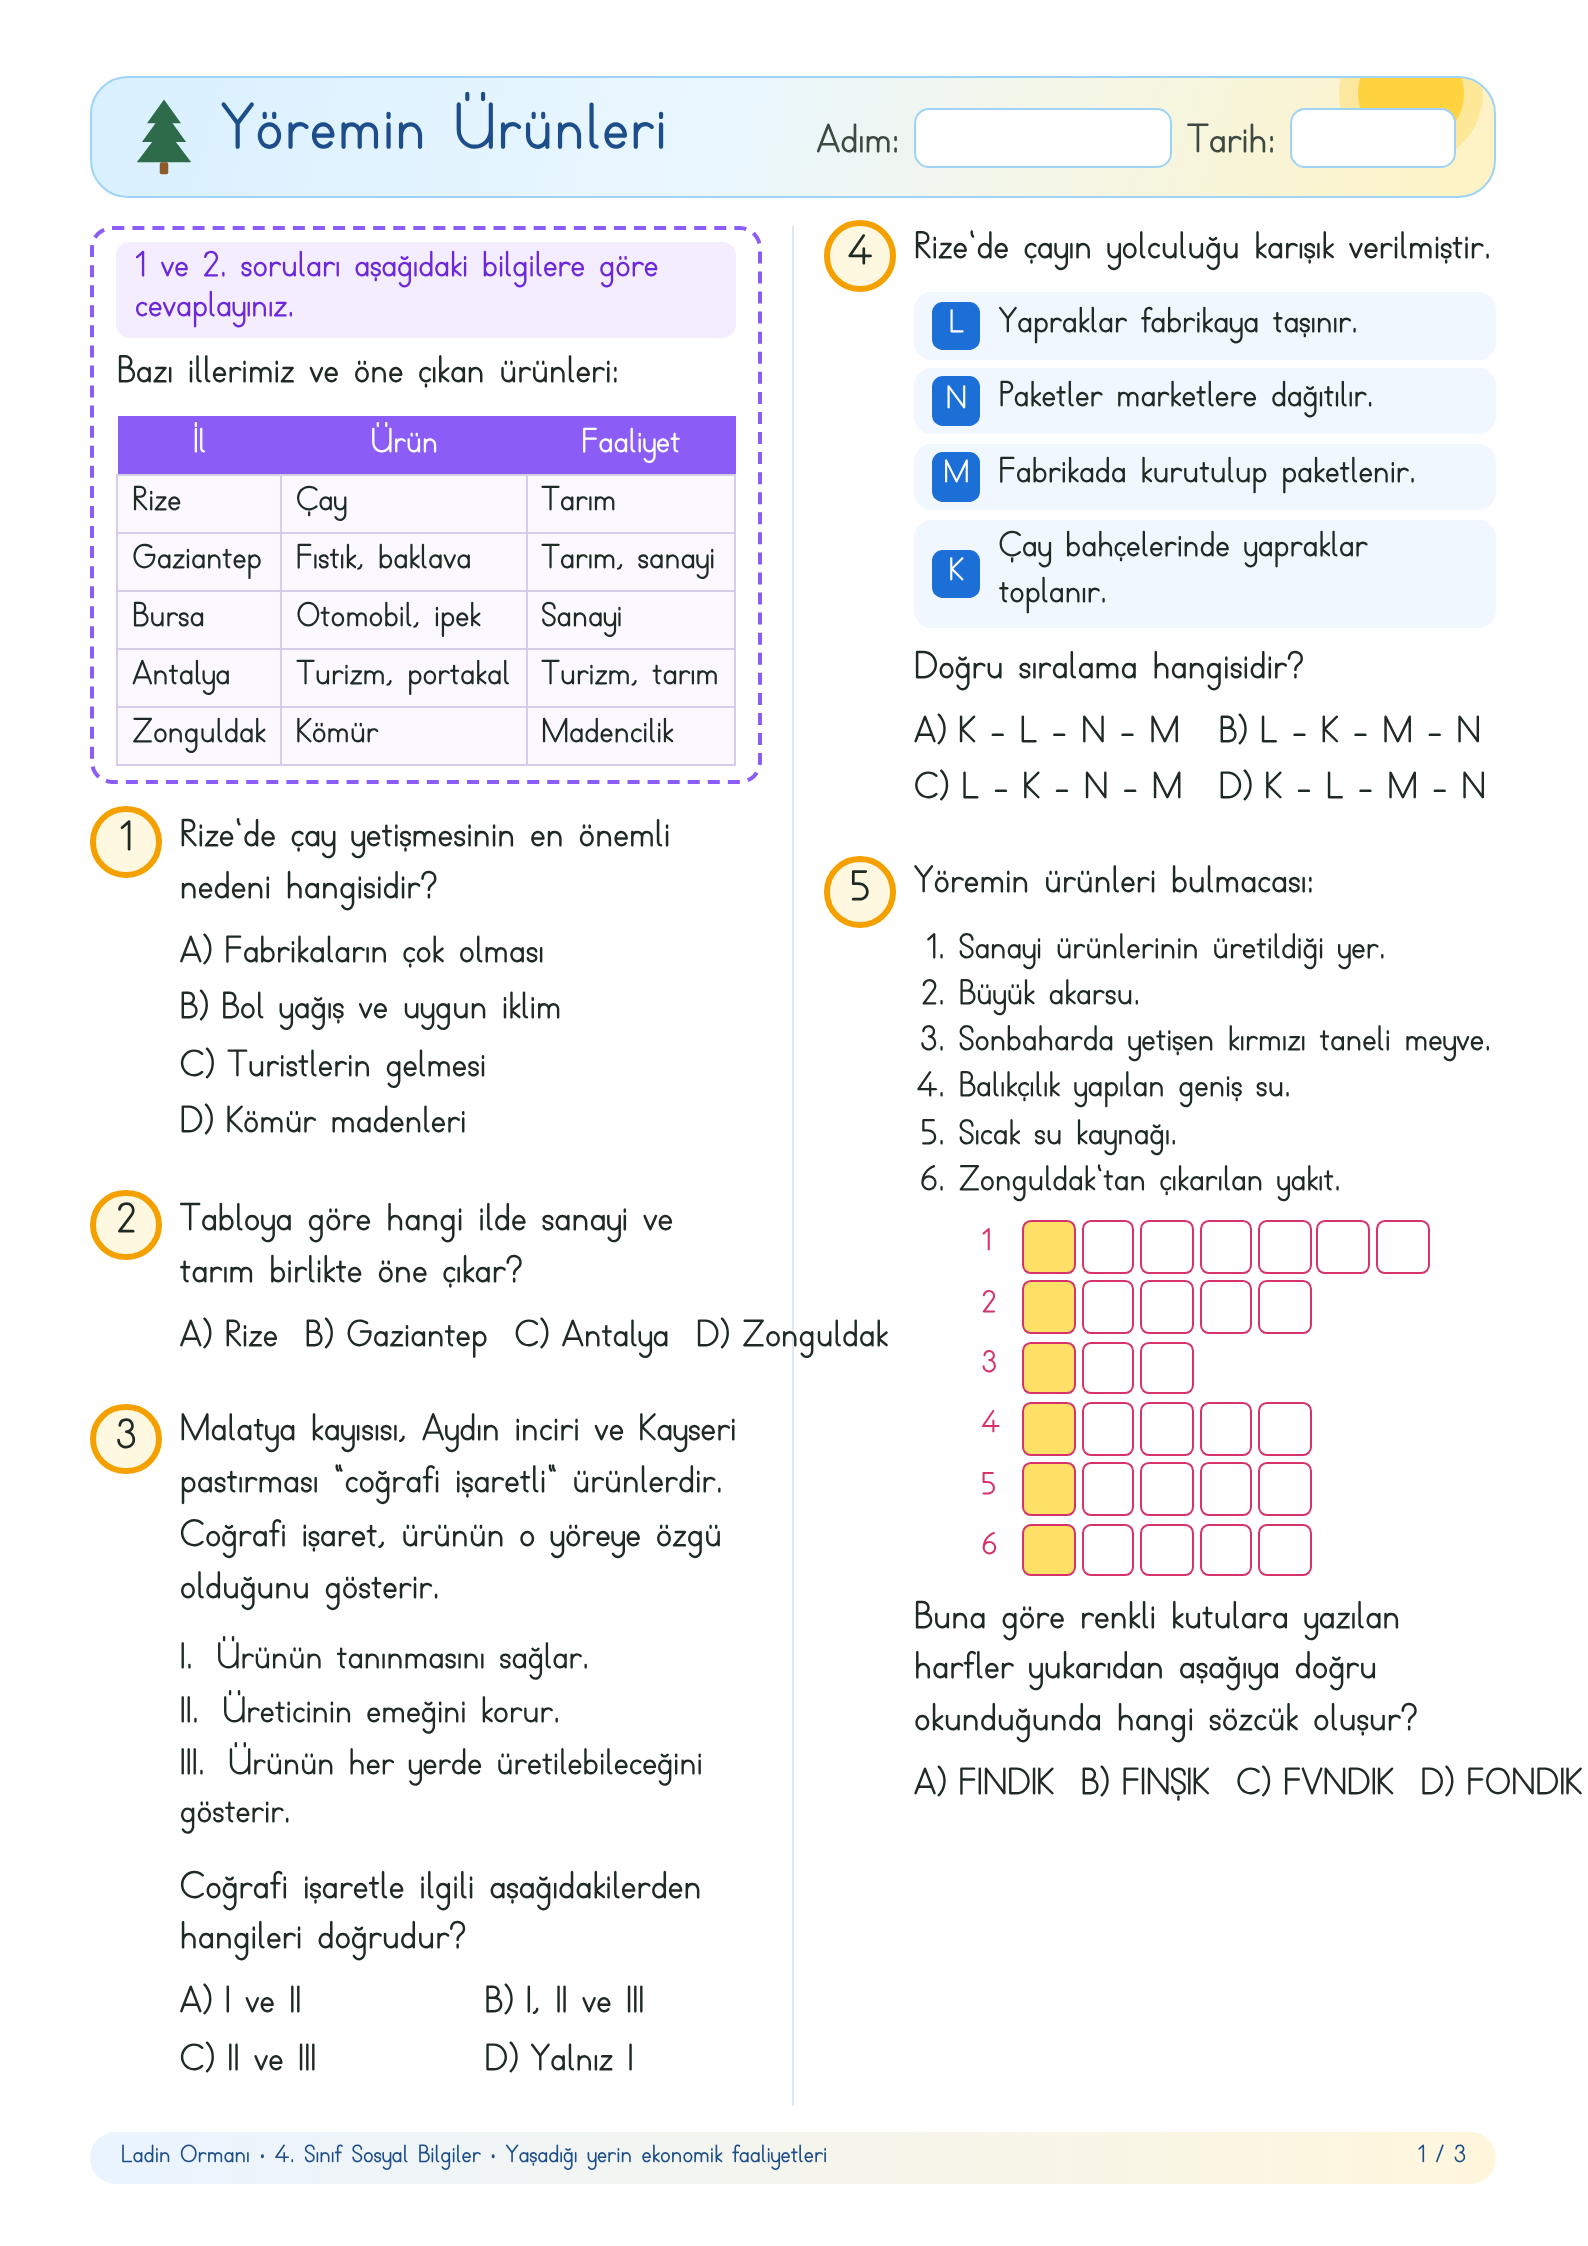 Yöremin Ürünleri
Adım:
Tarih:
1 ve 2. soruları aşağıdaki bilgilere göre
cevaplayınız.
Bazı illerimiz ve öne çıkan ürünleri:
İl Ürün Faaliyet
Rize Çay Tarım
Gaziantep Fıstık, baklava Tarım, sanayi
Bursa Otomobil, ipek Sanayi
Antalya Turizm, portakal Turizm, tarım
Zonguldak Kömür Madencilik
1 Rize'de çay yetişmesinin en önemli
nedeni hangisidir?
A) Fabrikaların çok olması
B) Bol yağış ve uygun iklim
C) Turistlerin gelmesi
D) Kömür madenleri
2 Tabloya göre hangi ilde sanayi ve
tarım birlikte öne çıkar?
A) Rize B) Gaziantep C) Antalya D) Zonguldak
3 Malatya kayısısı, Aydın inciri ve Kayseri
pastırması "coğrafi işaretli" ürünlerdir.
Coğrafi işaret, ürünün o yöreye özgü
olduğunu gösterir.
I. Ürünün tanınmasını sağlar.
II. Üreticinin emeğini korur.
III. Ürünün her yerde üretilebileceğini
gösterir.
Coğrafi işaretle ilgili aşağıdakilerden
hangileri doğrudur?
A) I ve II B) I, II ve III
C) II ve III D) Yalnız I
4 Rize'de çayın yolculuğu karışık verilmiştir.
L Yapraklar fabrikaya taşınır.
N Paketler marketlere dağıtılır.
M Fabrikada kurutulup paketlenir.
K Çay bahçelerinde yapraklar
toplanır.
Doğru sıralama hangisidir?
A) K - L - N - M B) L - K - M - N
C) L - K - N - M D) K - L - M - N
5 Yöremin ürünleri bulmacası:
1. Sanayi ürünlerinin üretildiği yer.
2. Büyük akarsu.
3. Sonbaharda yetişen kırmızı taneli meyve.
4. Balıkçılık yapılan geniş su.
5. Sıcak su kaynağı.
6. Zonguldak'tan çıkarılan yakıt.
1
2
3
4
5
6
Buna göre renkli kutulara yazılan
harfler yukarıdan aşağıya doğru
okunduğunda hangi sözcük oluşur?
A) FINDIK B) FINŞIK C) FVNDIK D) FONDIK
Ladin Ormanı • 4. Sınıf Sosyal Bilgiler • Yaşadığı yerin ekonomik faaliyetleri
1 / 3